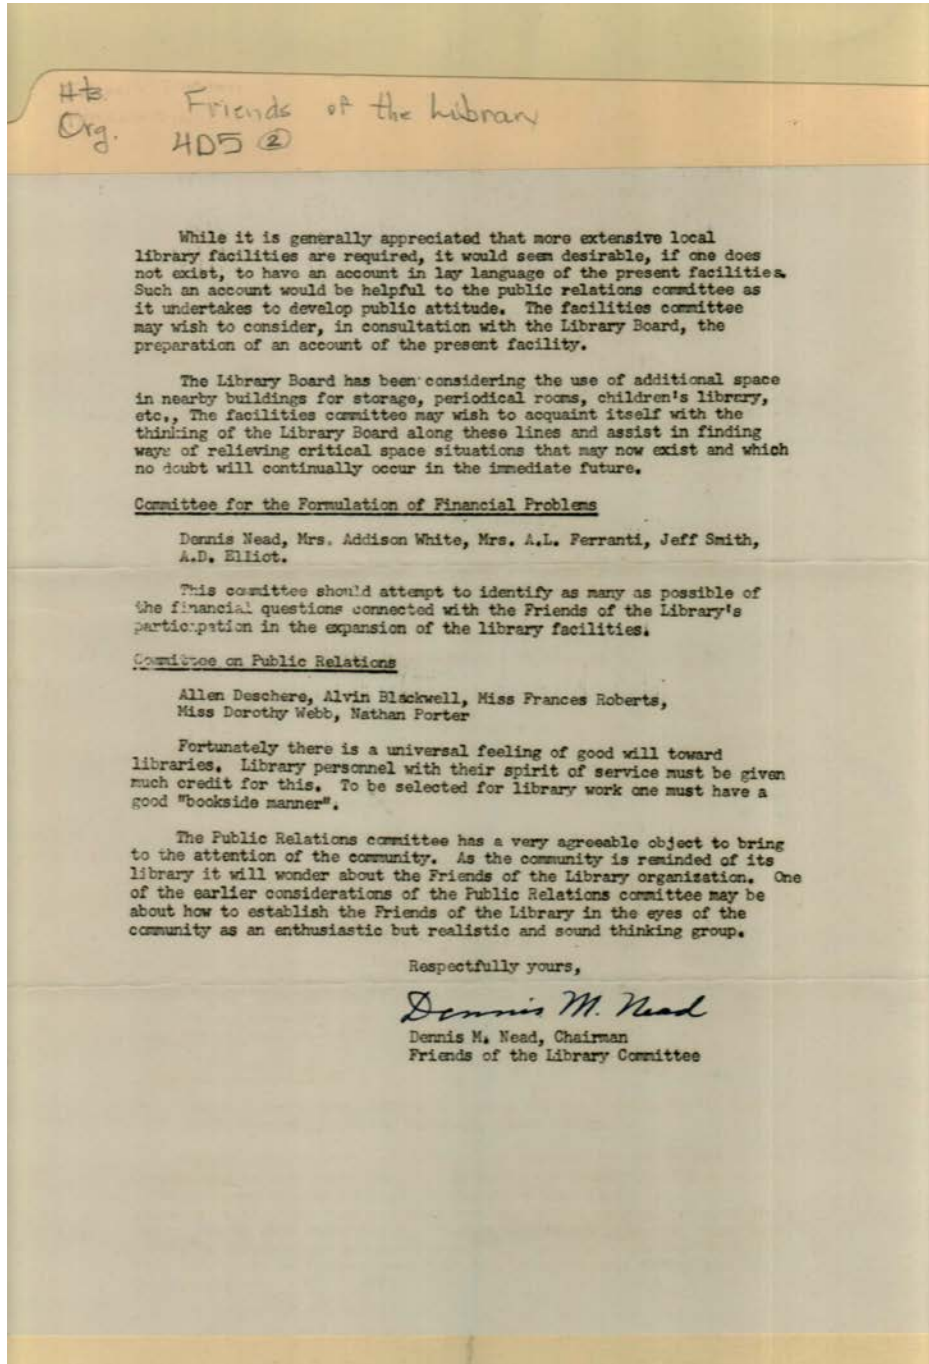 Hts. Friends of the Library
Org. 4D5 ②
While it is generally appreciated that more extensive local
library facilities are required, it would seem desirable, if one does
not exist, to have an account in lay language of the present facilities.
Such an account would be helpful to the public relations committee as
it undertakes to develop public attitude. The facilities committee
may wish to consider, in consultation with the Library Board, the
preparation of an account of the present facility.
The Library Board has been considering the use of additional space
in nearby buildings for storage, periodical rooms, children's library,
etc., The facilities committee may wish to acquaint itself with the
thinking of the Library Board along these lines and assist in finding
ways of relieving critical space situations that may now exist and which
no doubt will continually occur in the immediate future.
Committee for the Formulation of Financial Problems
Dennis Nead, Mrs. Addison White, Mrs. A.L. Ferranti, Jeff Smith,
A.D. Elliot.
This committee should attempt to identify as many as possible of
the financial questions connected with the Friends of the Library's
participation in the expansion of the library facilities.
Committee on Public Relations
Allen Deschere, Alvin Blackwell, Miss Frances Roberts,
Miss Dorothy Webb, Nathan Porter
Fortunately there is a universal feeling of good will toward
libraries. Library personnel with their spirit of service must be given
much credit for this. To be selected for library work one must have a
good "bookside manner".
The Public Relations committee has a very agreeable object to bring
to the attention of the community. As the community is reminded of its
library it will wonder about the Friends of the Library organization. One
of the earlier considerations of the Public Relations committee may be
about how to establish the Friends of the Library in the eyes of the
community as an enthusiastic but realistic and sound thinking group.
Respectfully yours,
Dennis M. Nead
Dennis M. Nead, Chairman
Friends of the Library Committee